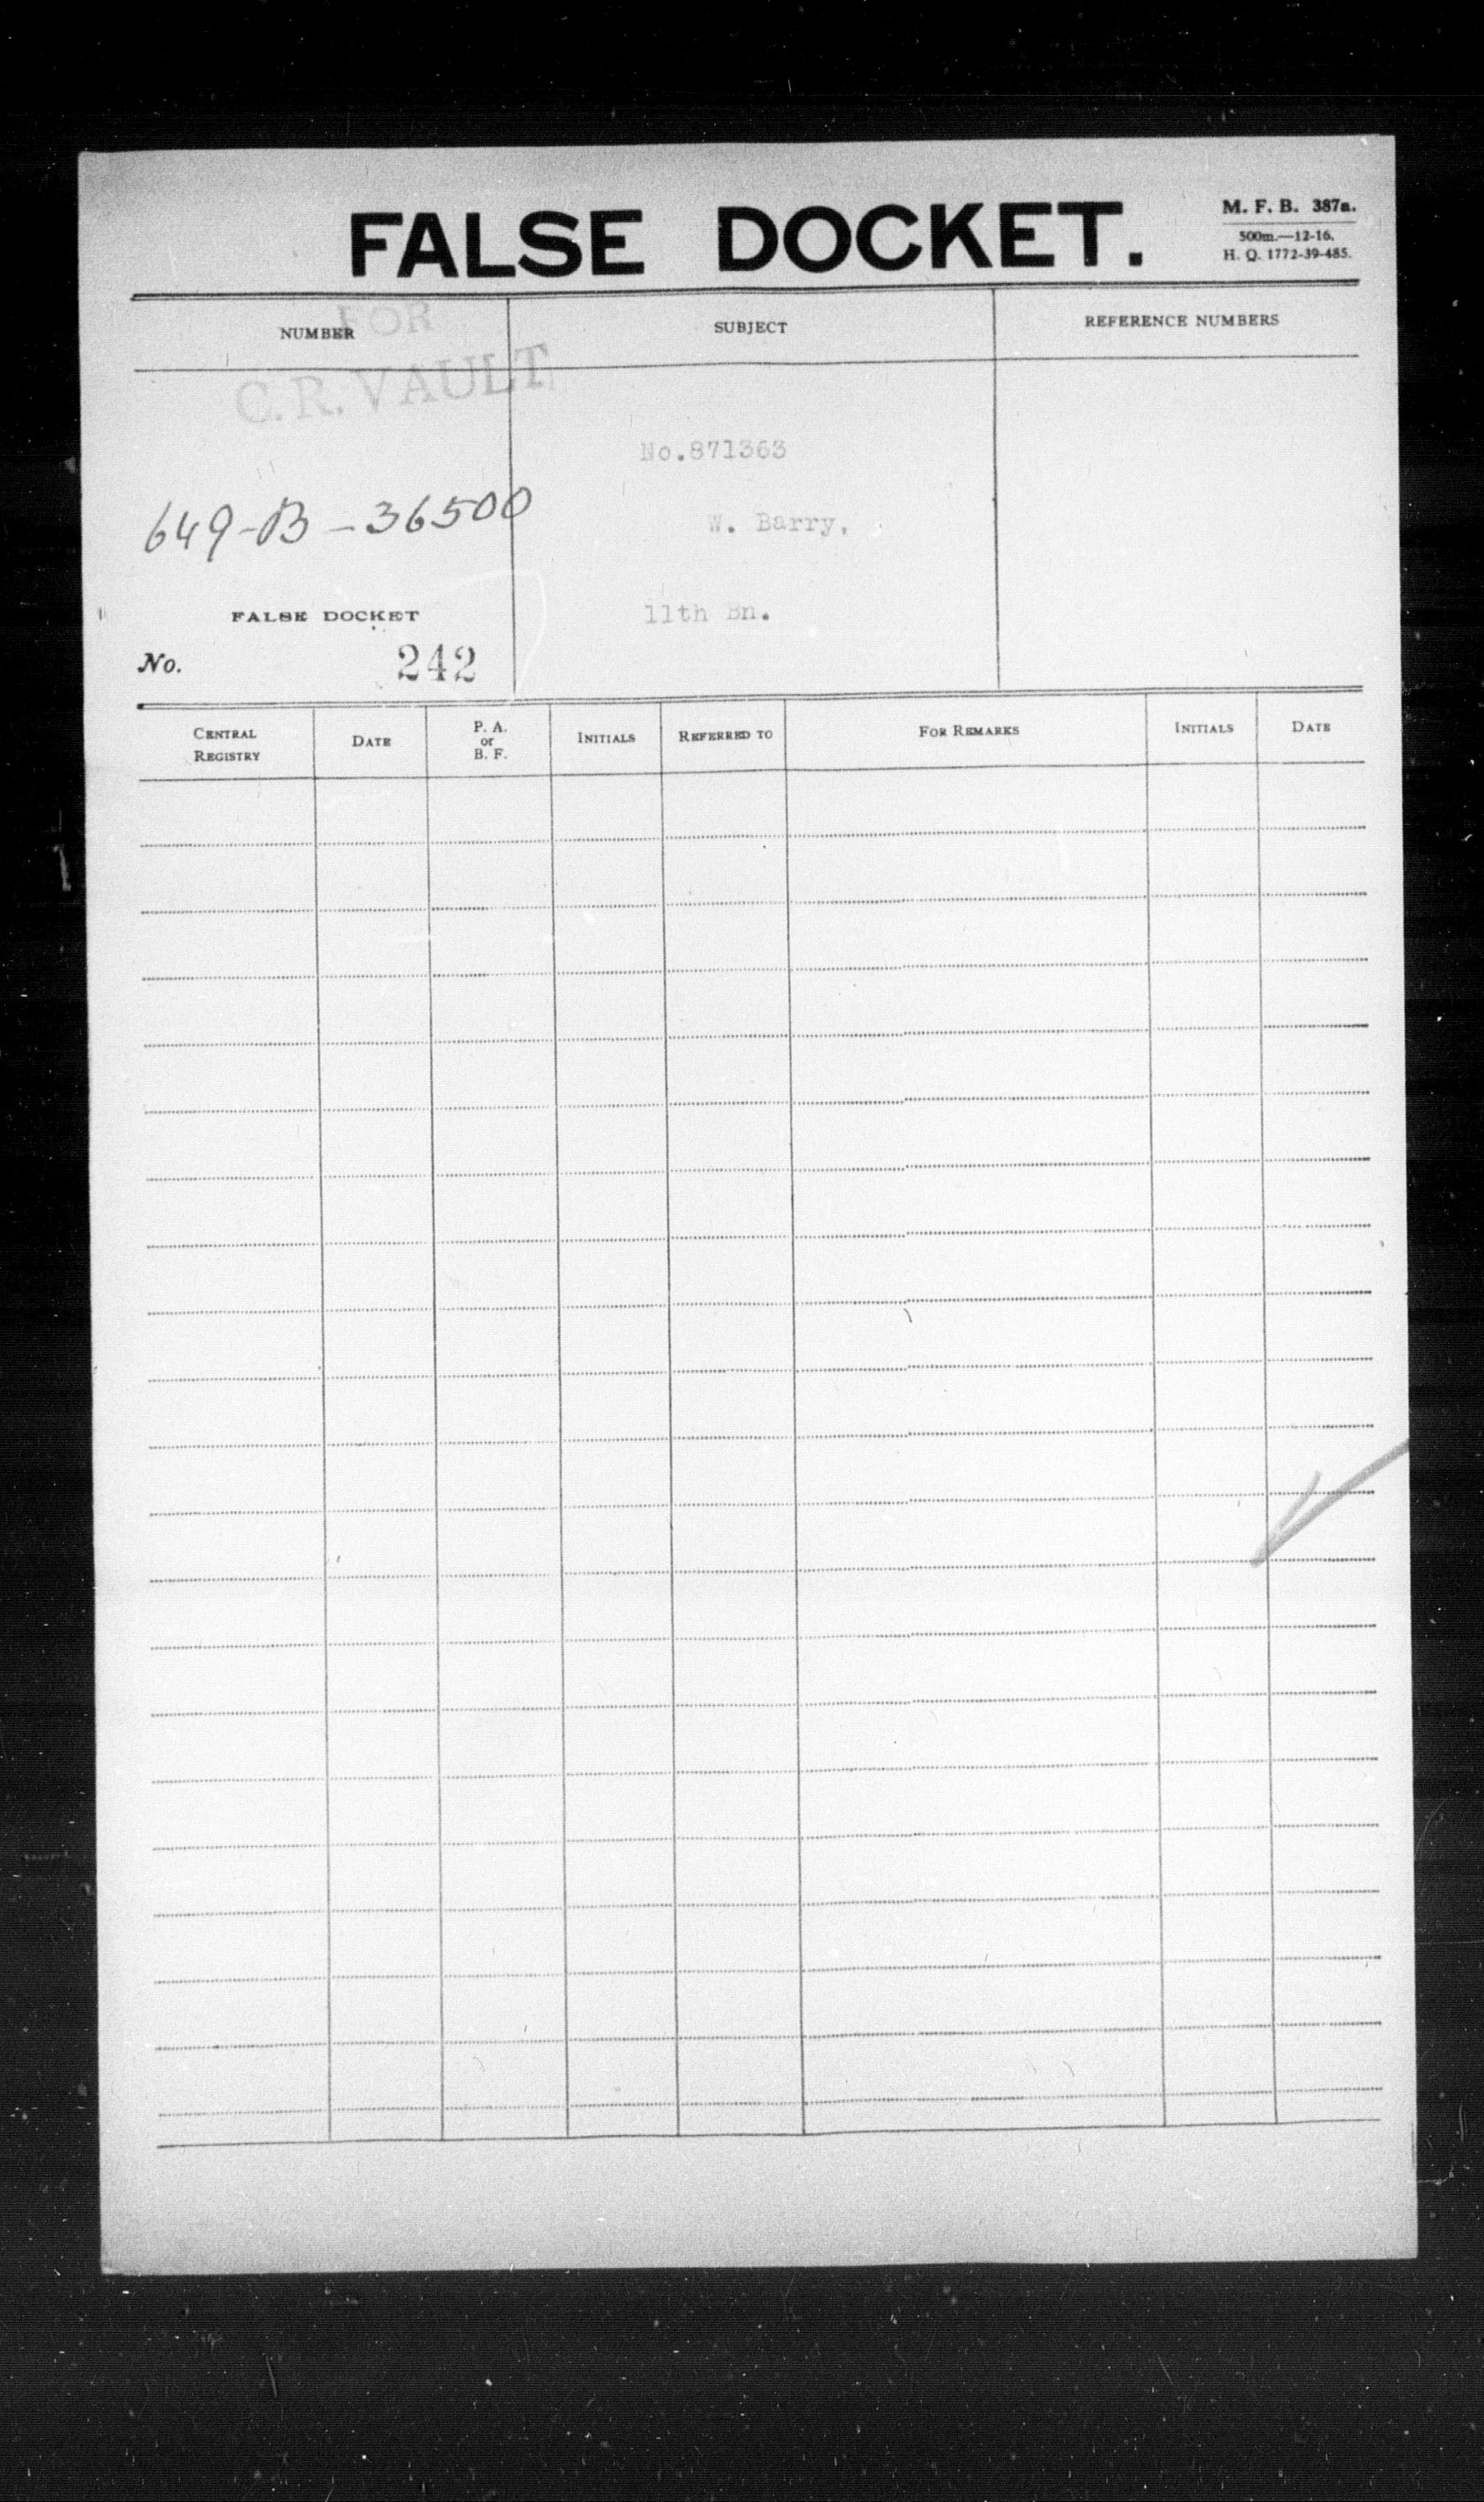 FALSE DOCKET.
M. F. B. 387a.
500m.—12-16.
H. Q. 1772-39-485.
NUMBER SUBJECT REFERENCE NUMBERS
FOR
C. R. VAULT
No.871363
649-B-36500
W. Barry,
11th Bn.
FALSE DOCKET
No. 242
CENTRAL REGISTRY
DATE
P. A. or B. F.
INITIALS
REFERRED TO
FOR REMARKS
INITIALS
DATE